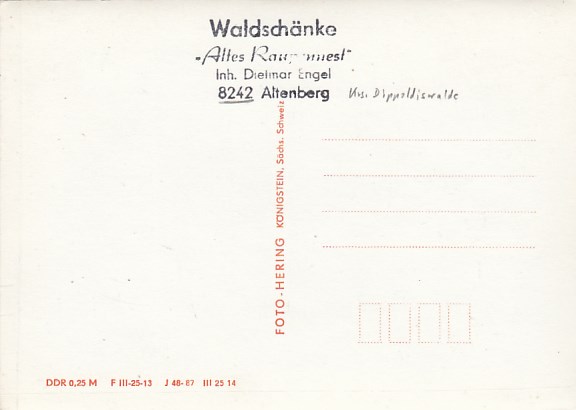 Waldschänke
"Altes Raupennest"
Inh. Dietmar Engel
8242 Altenberg Krs. Dippoldiswalde
FOTO-HERING KÖNIGSTEIN, Sächs. Schweiz
DDR 0,25 M F III-25-13 J 48-87 III 25 14